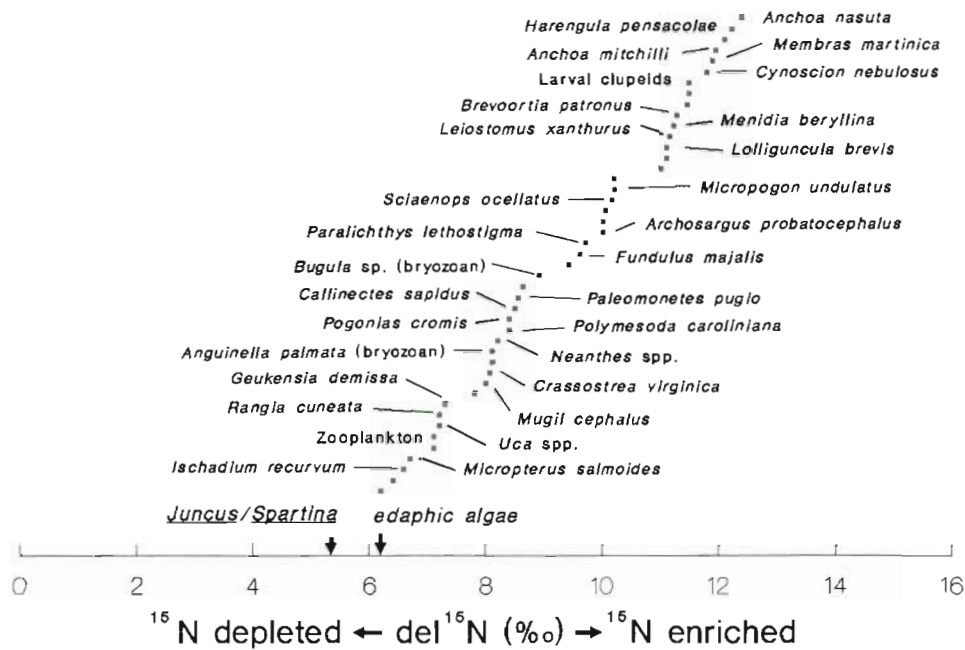 Anchoa nasuta
Harengula pensacolae
Membras martinica
Anchoa mitchilli
Cynoscion nebulosus
Larval clupeids
Brevoortia patronus
Menidia beryllina
Leiostomus xanthurus
Lolliguncula brevis
Micropogon undulatus
Sciaenops ocellatus
Archosargus probatocephalus
Paralichthys lethostigma
Fundulus majalis
Bugula sp. (bryozoan)
Callinectes sapidus
Paleomonetes pugio
Pogonias cromis
Polymesoda caroliniana
Anguinella palmata (bryozoan)
Neanthes spp.
Geukensia demissa
Crassostrea virginica
Rangia cuneata
Mugil cephalus
Zooplankton
Uca spp.
Ischadium recurvum
Micropterus salmoides
Juncus/Spartina
edaphic algae
0 2 4 6 8 10 12 14 16
15N depleted ← del 15N (‰) → 15N enriched